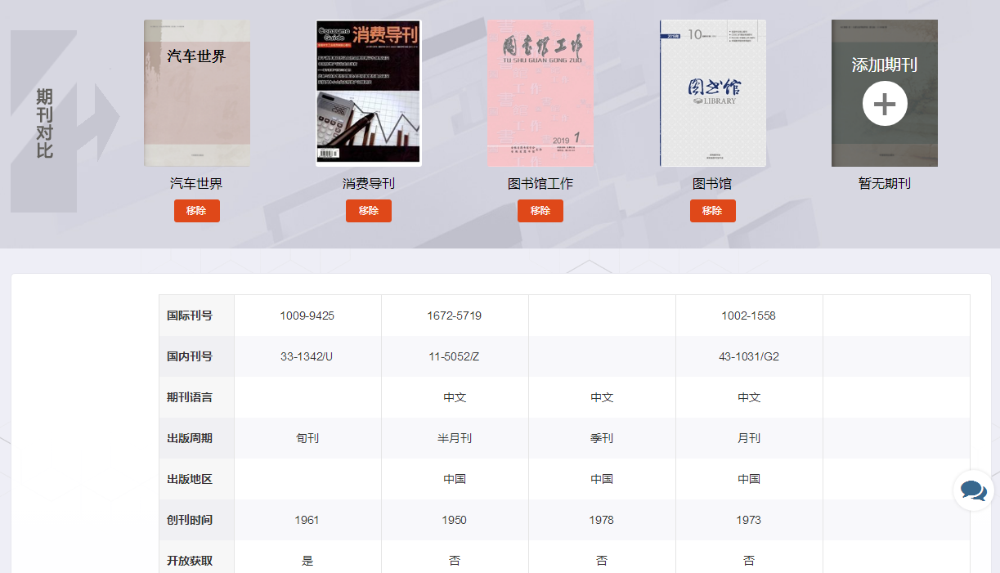 期刊对比
汽车世界
Consume Guide
消费导刊
图书馆工作
TU SHU GUAN GONG ZUO
2019 1
2019年
10
图书馆
LIBRARY
添加期刊
汽车世界 消费导刊 图书馆工作 图书馆 暂无期刊
移除 移除 移除 移除
国际刊号 1009-9425 1672-5719 1002-1558
国内刊号 33-1342/U 11-5052/Z 43-1031/G2
期刊语言 中文 中文 中文
出版周期 旬刊 半月刊 季刊 月刊
出版地区 中国 中国 中国
创刊时间 1961 1950 1978 1973
开放获取 是 否 否 否